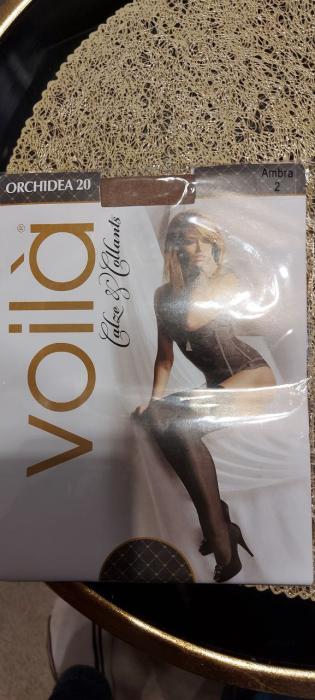 ORCHIDEA 20
Ambra
2
voilà®
Calze & Collants